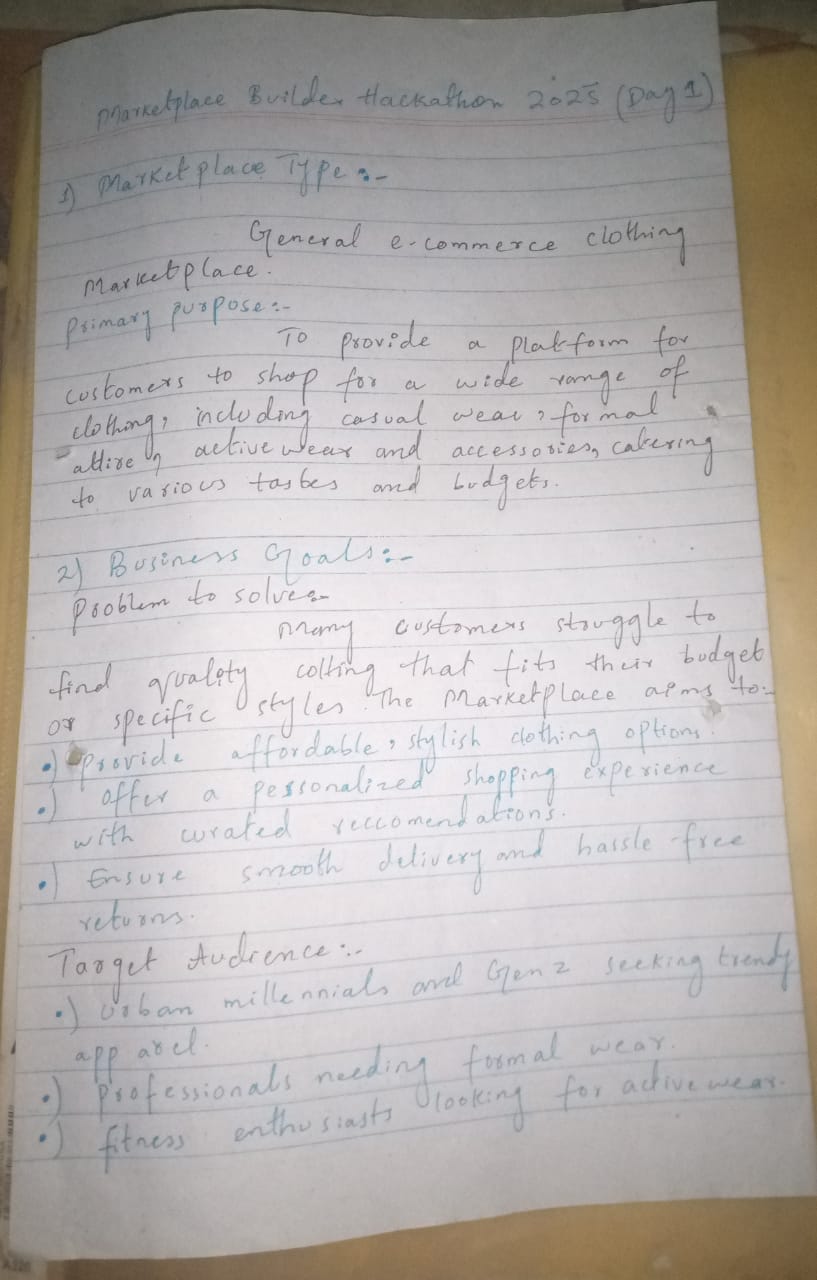 Marketplace Builder Hackathon 2025 (Day 1)
1) Market place Type :-
General e-commerce clothing
Marketplace.
Primary purpose :-
To provide a platform for
customers to shop for a wide range of
clothing, including casual wear, formal
attire, active wear and accessories, catering
to various tastes and budgets.
2) Business Goals :-
Problem to solve :-
Many customers struggle to
find quality colting that fits their budget
or specific styles. The Marketplace aims to:-
•) Provide affordable, stylish clothing options.
•) offer a personalized shopping experience
with curated reccomendations.
•) Ensure smooth delivery and hassle-free
returns.
Target Audience :-
•) Urban millennials and Gen z seeking trendy
apparel.
•) Professionals needing formal wear.
•) fitness enthusiasts looking for active wear.